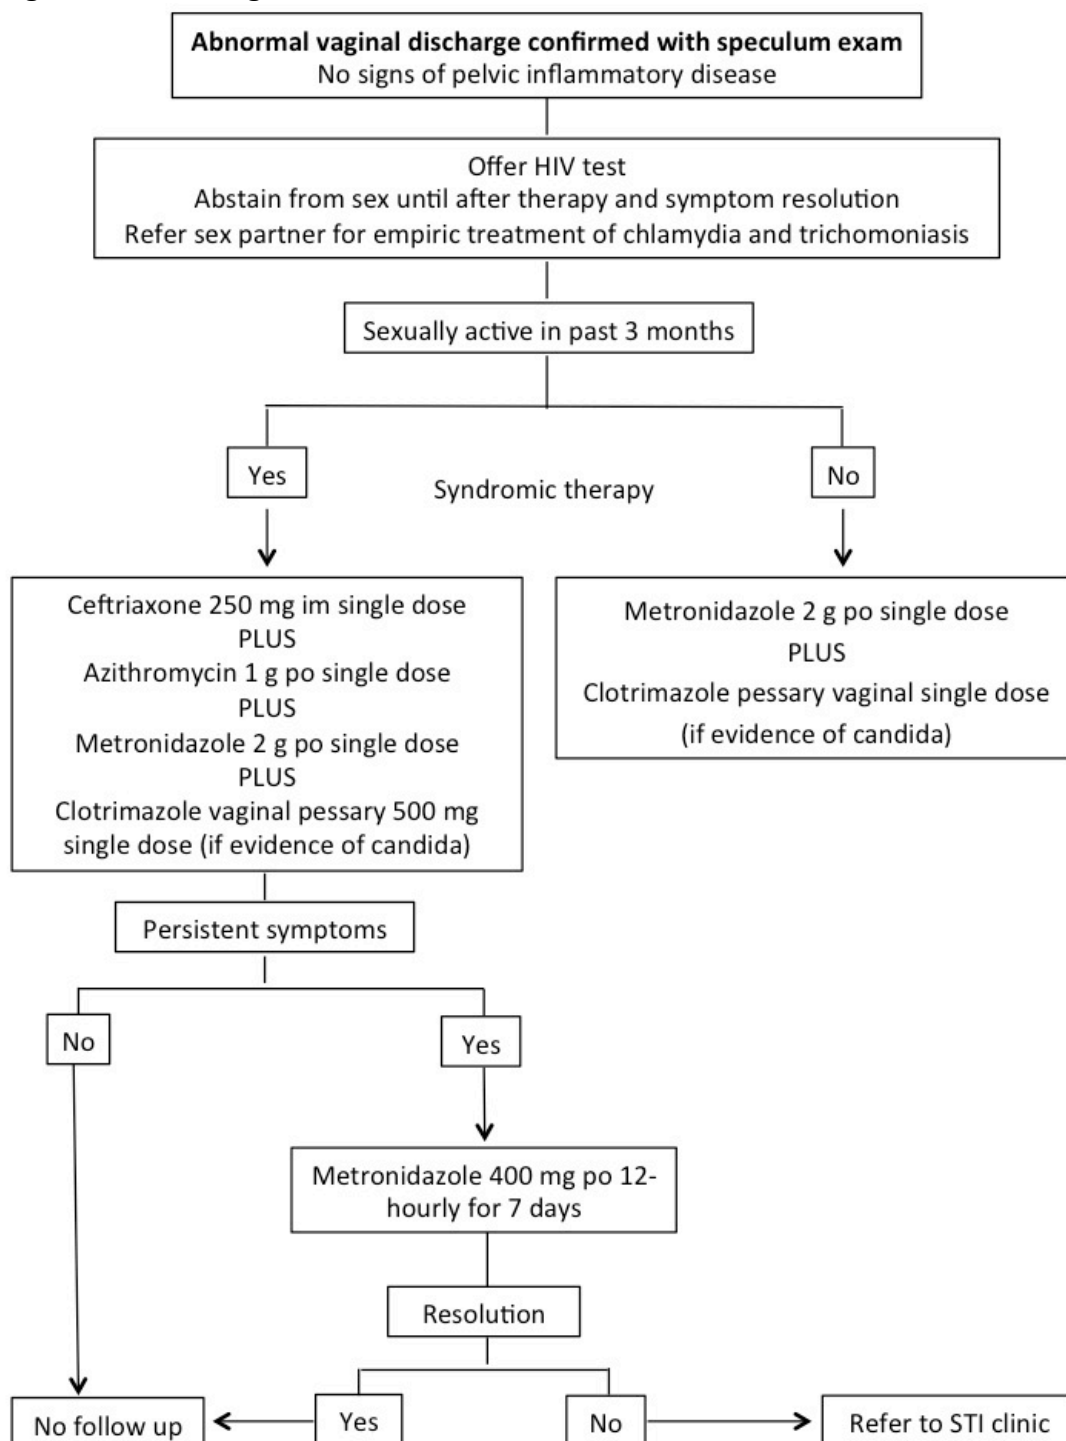 Abnormal vaginal discharge confirmed with speculum exam
No signs of pelvic inflammatory disease
Offer HIV test
Abstain from sex until after therapy and symptom resolution
Refer sex partner for empiric treatment of chlamydia and trichomoniasis
Sexually active in past 3 months
Yes
Syndromic therapy
No
Ceftriaxone 250 mg im single dose
PLUS
Azithromycin 1 g po single dose
PLUS
Metronidazole 2 g po single dose
PLUS
Clotrimazole vaginal pessary 500 mg
single dose (if evidence of candida)
Metronidazole 2 g po single dose
PLUS
Clotrimazole pessary vaginal single dose
(if evidence of candida)
Persistent symptoms
No
Yes
Metronidazole 400 mg po 12-
hourly for 7 days
Resolution
No follow up
Yes
No
Refer to STI clinic